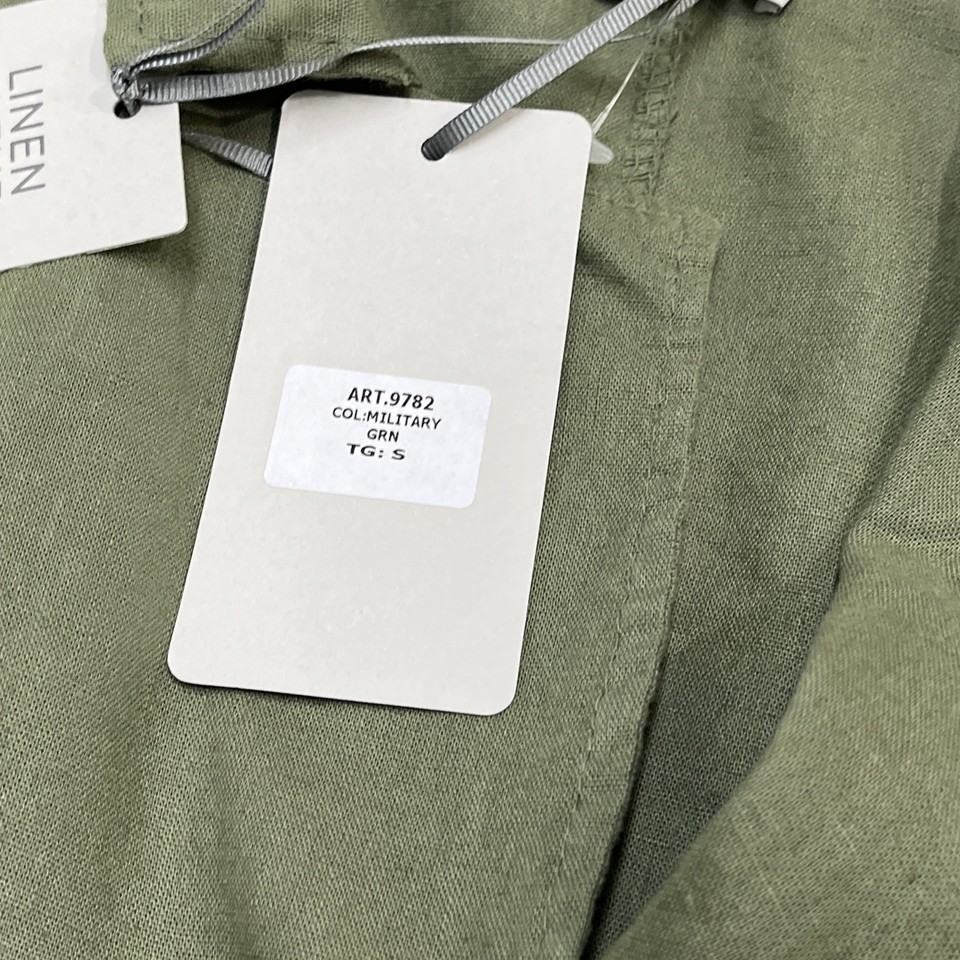 LINEN
ART.9782
COL:MILITARY
GRN
TG: S